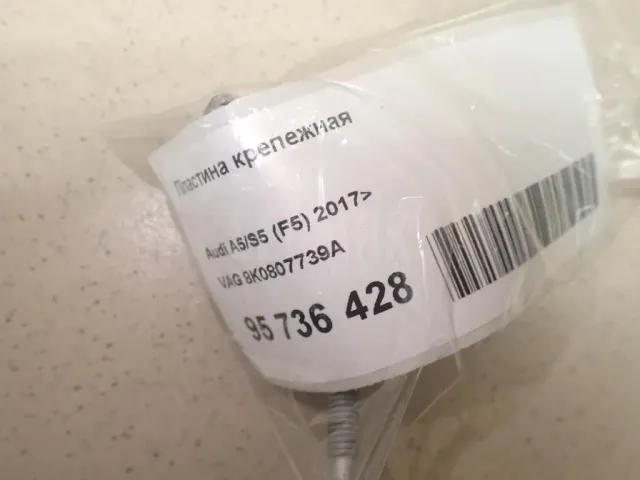 Пластина крепежная
Audi A5/S5 (F5) 2017>
VAG 8K0807739A
95 736 428